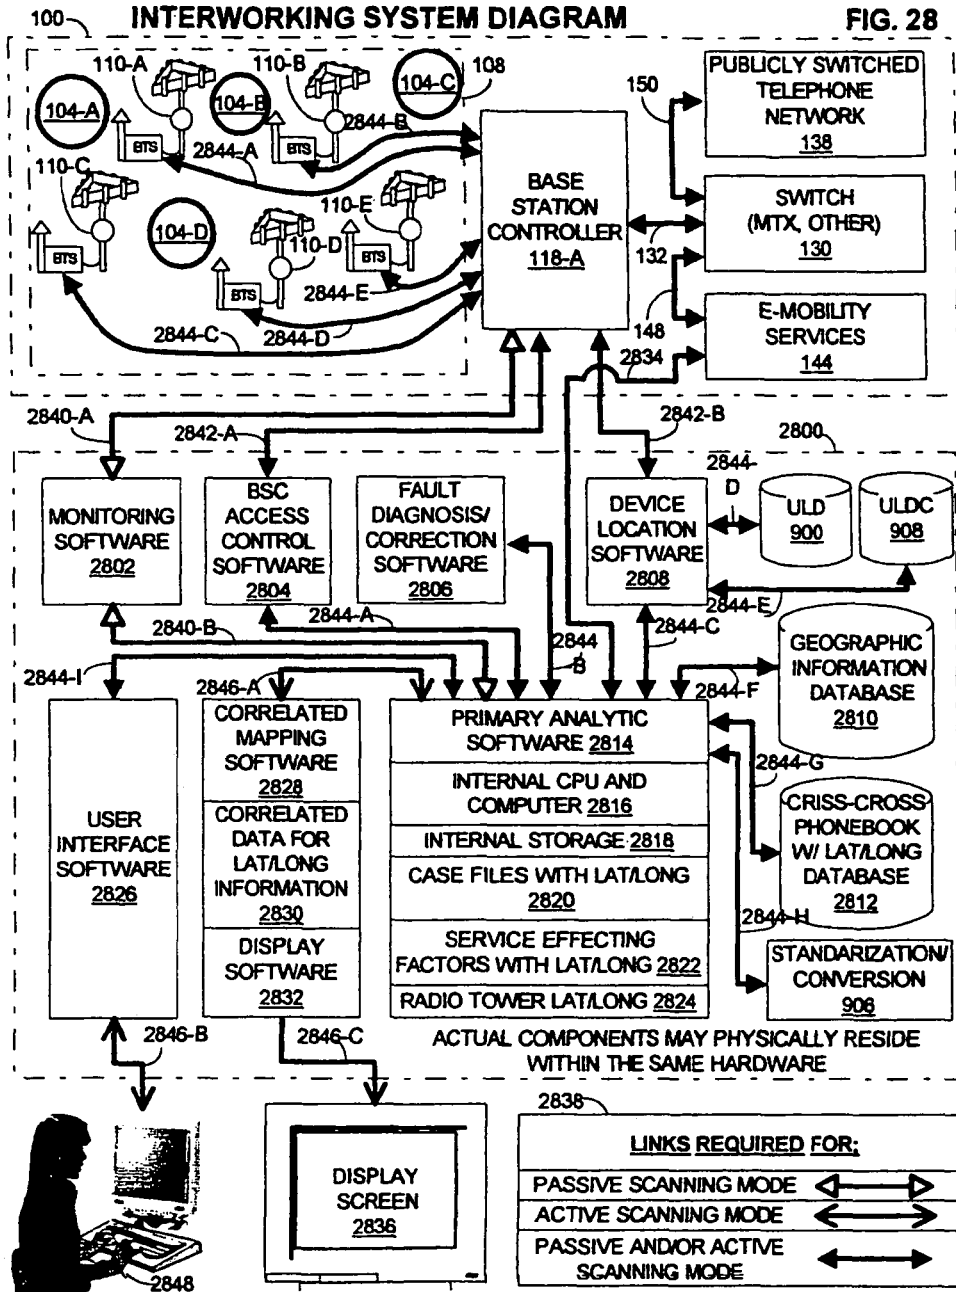 INTERWORKING SYSTEM DIAGRAM
FIG. 28
100
110-A
110-B
108
104-A
104-B
104-C
2844-B
BTS
BTS
2844-A
110-C
110-E
104-D
110-D
BTS
BTS
BTS
2844-E
2844-C
2844-D
BASE
STATION
CONTROLLER
118-A
150
PUBLICLY SWITCHED
TELEPHONE
NETWORK
138
SWITCH
(MTX, OTHER)
130
132
148
E-MOBILITY
SERVICES
144
2834
2840-A
2842-A
2842-B
2800
MONITORING
SOFTWARE
2802
BSC
ACCESS
CONTROL
SOFTWARE
2804
FAULT
DIAGNOSIS/
CORRECTION
SOFTWARE
2806
DEVICE
LOCATION
SOFTWARE
2808
2844-
D
ULD
900
ULDC
908
2844-E
2840-B
2844-A
2844
B
2844-C
2844-I
2846-A
2844-F
GEOGRAPHIC
INFORMATION
DATABASE
2810
USER
INTERFACE
SOFTWARE
2826
CORRELATED
MAPPING
SOFTWARE
2828
CORRELATED
DATA FOR
LAT/LONG
INFORMATION
2830
DISPLAY
SOFTWARE
2832
PRIMARY ANALYTIC
SOFTWARE 2814
INTERNAL CPU AND
COMPUTER 2816
INTERNAL STORAGE 2818
CASE FILES WITH LAT/LONG
2820
SERVICE EFFECTING
FACTORS WITH LAT/LONG 2822
RADIO TOWER LAT/LONG 2824
2844-G
CRISS-CROSS
PHONEBOOK
W/ LAT/LONG
DATABASE
2812
2844-H
STANDARIZATION/
CONVERSION
906
2846-B
2846-C
ACTUAL COMPONENTS MAY PHYSICALLY RESIDE
WITHIN THE SAME HARDWARE
2848
DISPLAY
SCREEN
2836
2838
LINKS REQUIRED FOR;
PASSIVE SCANNING MODE
ACTIVE SCANNING MODE
PASSIVE AND/OR ACTIVE
SCANNING MODE